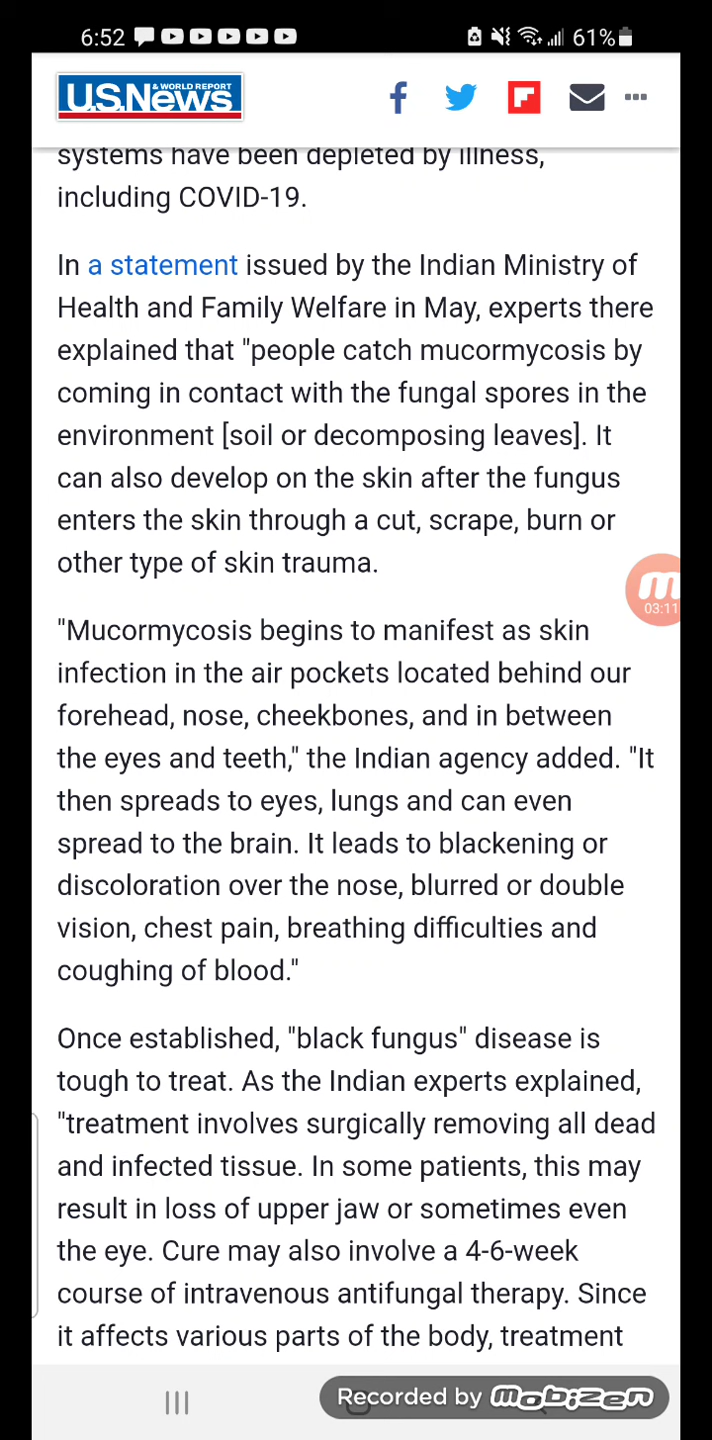 6:52
61%
U.S.News
& WORLD REPORT
systems have been depleted by illness,
including COVID-19.
In a statement issued by the Indian Ministry of
Health and Family Welfare in May, experts there
explained that "people catch mucormycosis by
coming in contact with the fungal spores in the
environment [soil or decomposing leaves]. It
can also develop on the skin after the fungus
enters the skin through a cut, scrape, burn or
other type of skin trauma.
03:11
"Mucormycosis begins to manifest as skin
infection in the air pockets located behind our
forehead, nose, cheekbones, and in between
the eyes and teeth," the Indian agency added. "It
then spreads to eyes, lungs and can even
spread to the brain. It leads to blackening or
discoloration over the nose, blurred or double
vision, chest pain, breathing difficulties and
coughing of blood."
Once established, "black fungus" disease is
tough to treat. As the Indian experts explained,
"treatment involves surgically removing all dead
and infected tissue. In some patients, this may
result in loss of upper jaw or sometimes even
the eye. Cure may also involve a 4-6-week
course of intravenous antifungal therapy. Since
it affects various parts of the body, treatment
Recorded by mobizen